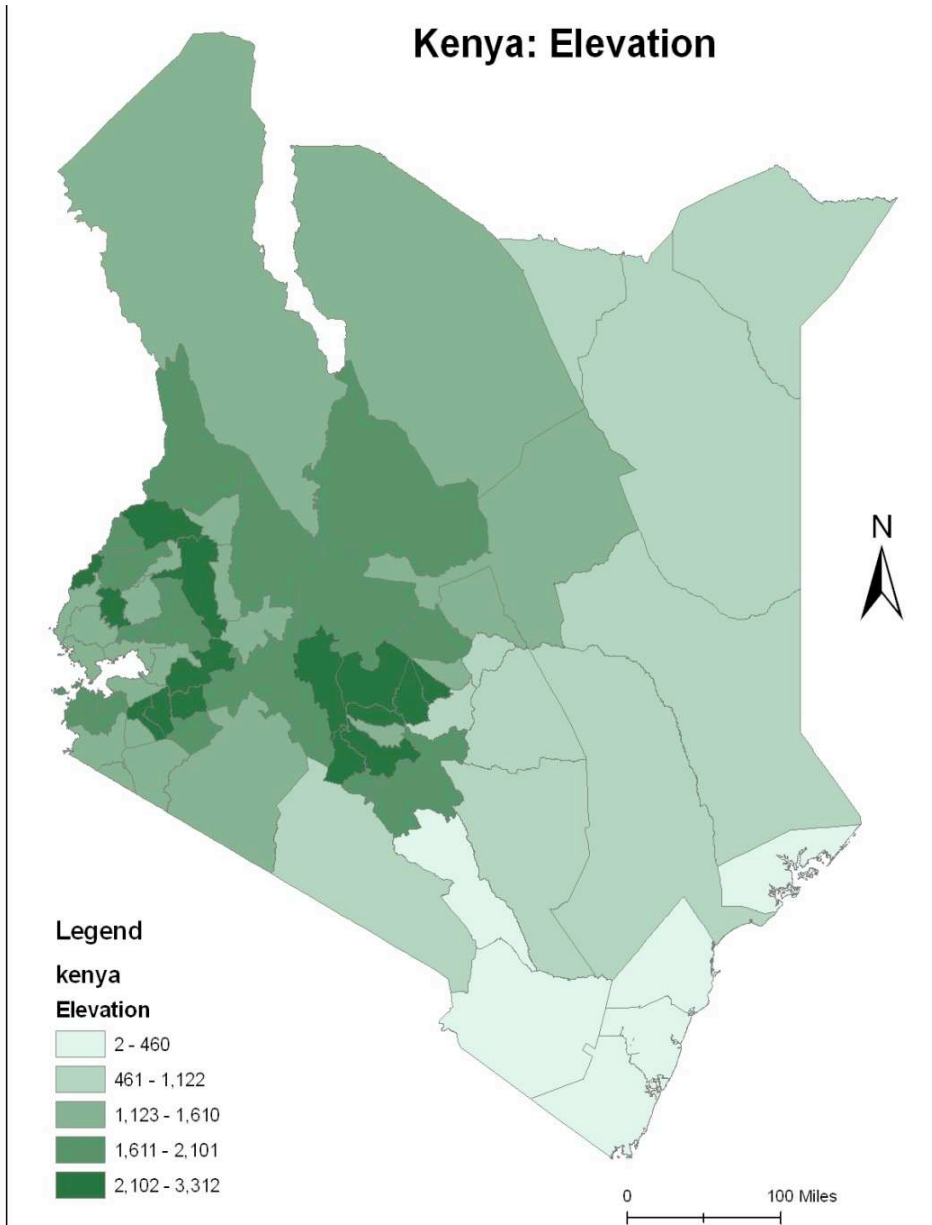 Kenya: Elevation
N
Legend
kenya
Elevation
2 - 460
461 - 1,122
1,123 - 1,610
1,611 - 2,101
2,102 - 3,312
0 100 Miles